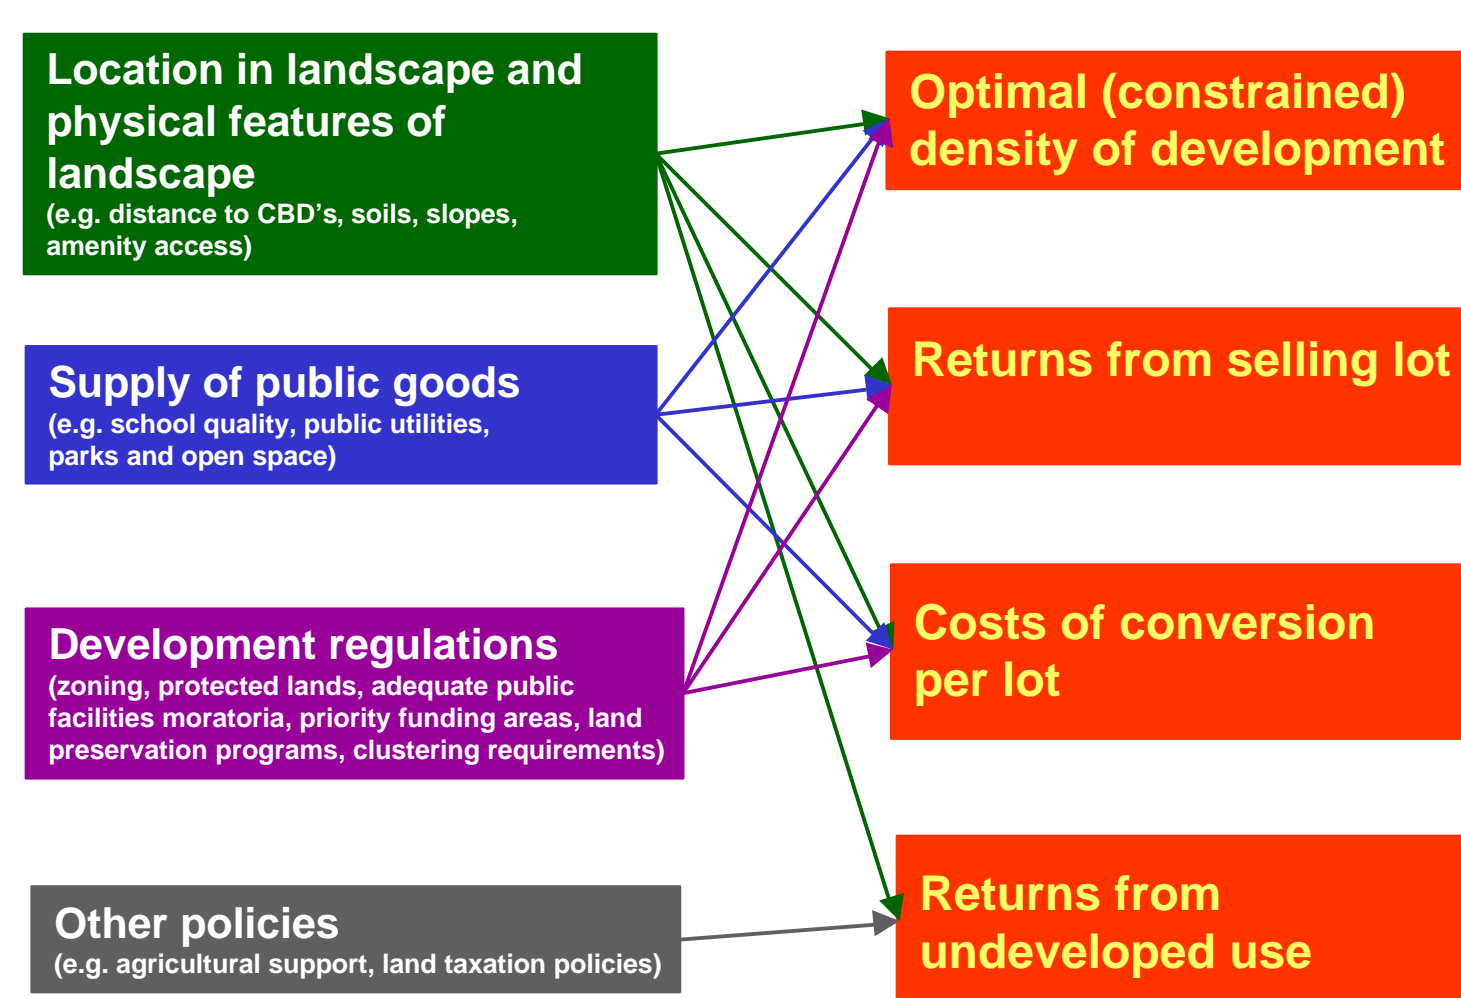 Location in landscape and
physical features of
landscape
(e.g. distance to CBD's, soils, slopes,
amenity access)
Supply of public goods
(e.g. school quality, public utilities,
parks and open space)
Development regulations
(zoning, protected lands, adequate public
facilities moratoria, priority funding areas, land
preservation programs, clustering requirements)
Other policies
(e.g. agricultural support, land taxation policies)
Optimal (constrained)
density of development
Returns from selling lot
Costs of conversion
per lot
Returns from
undeveloped use